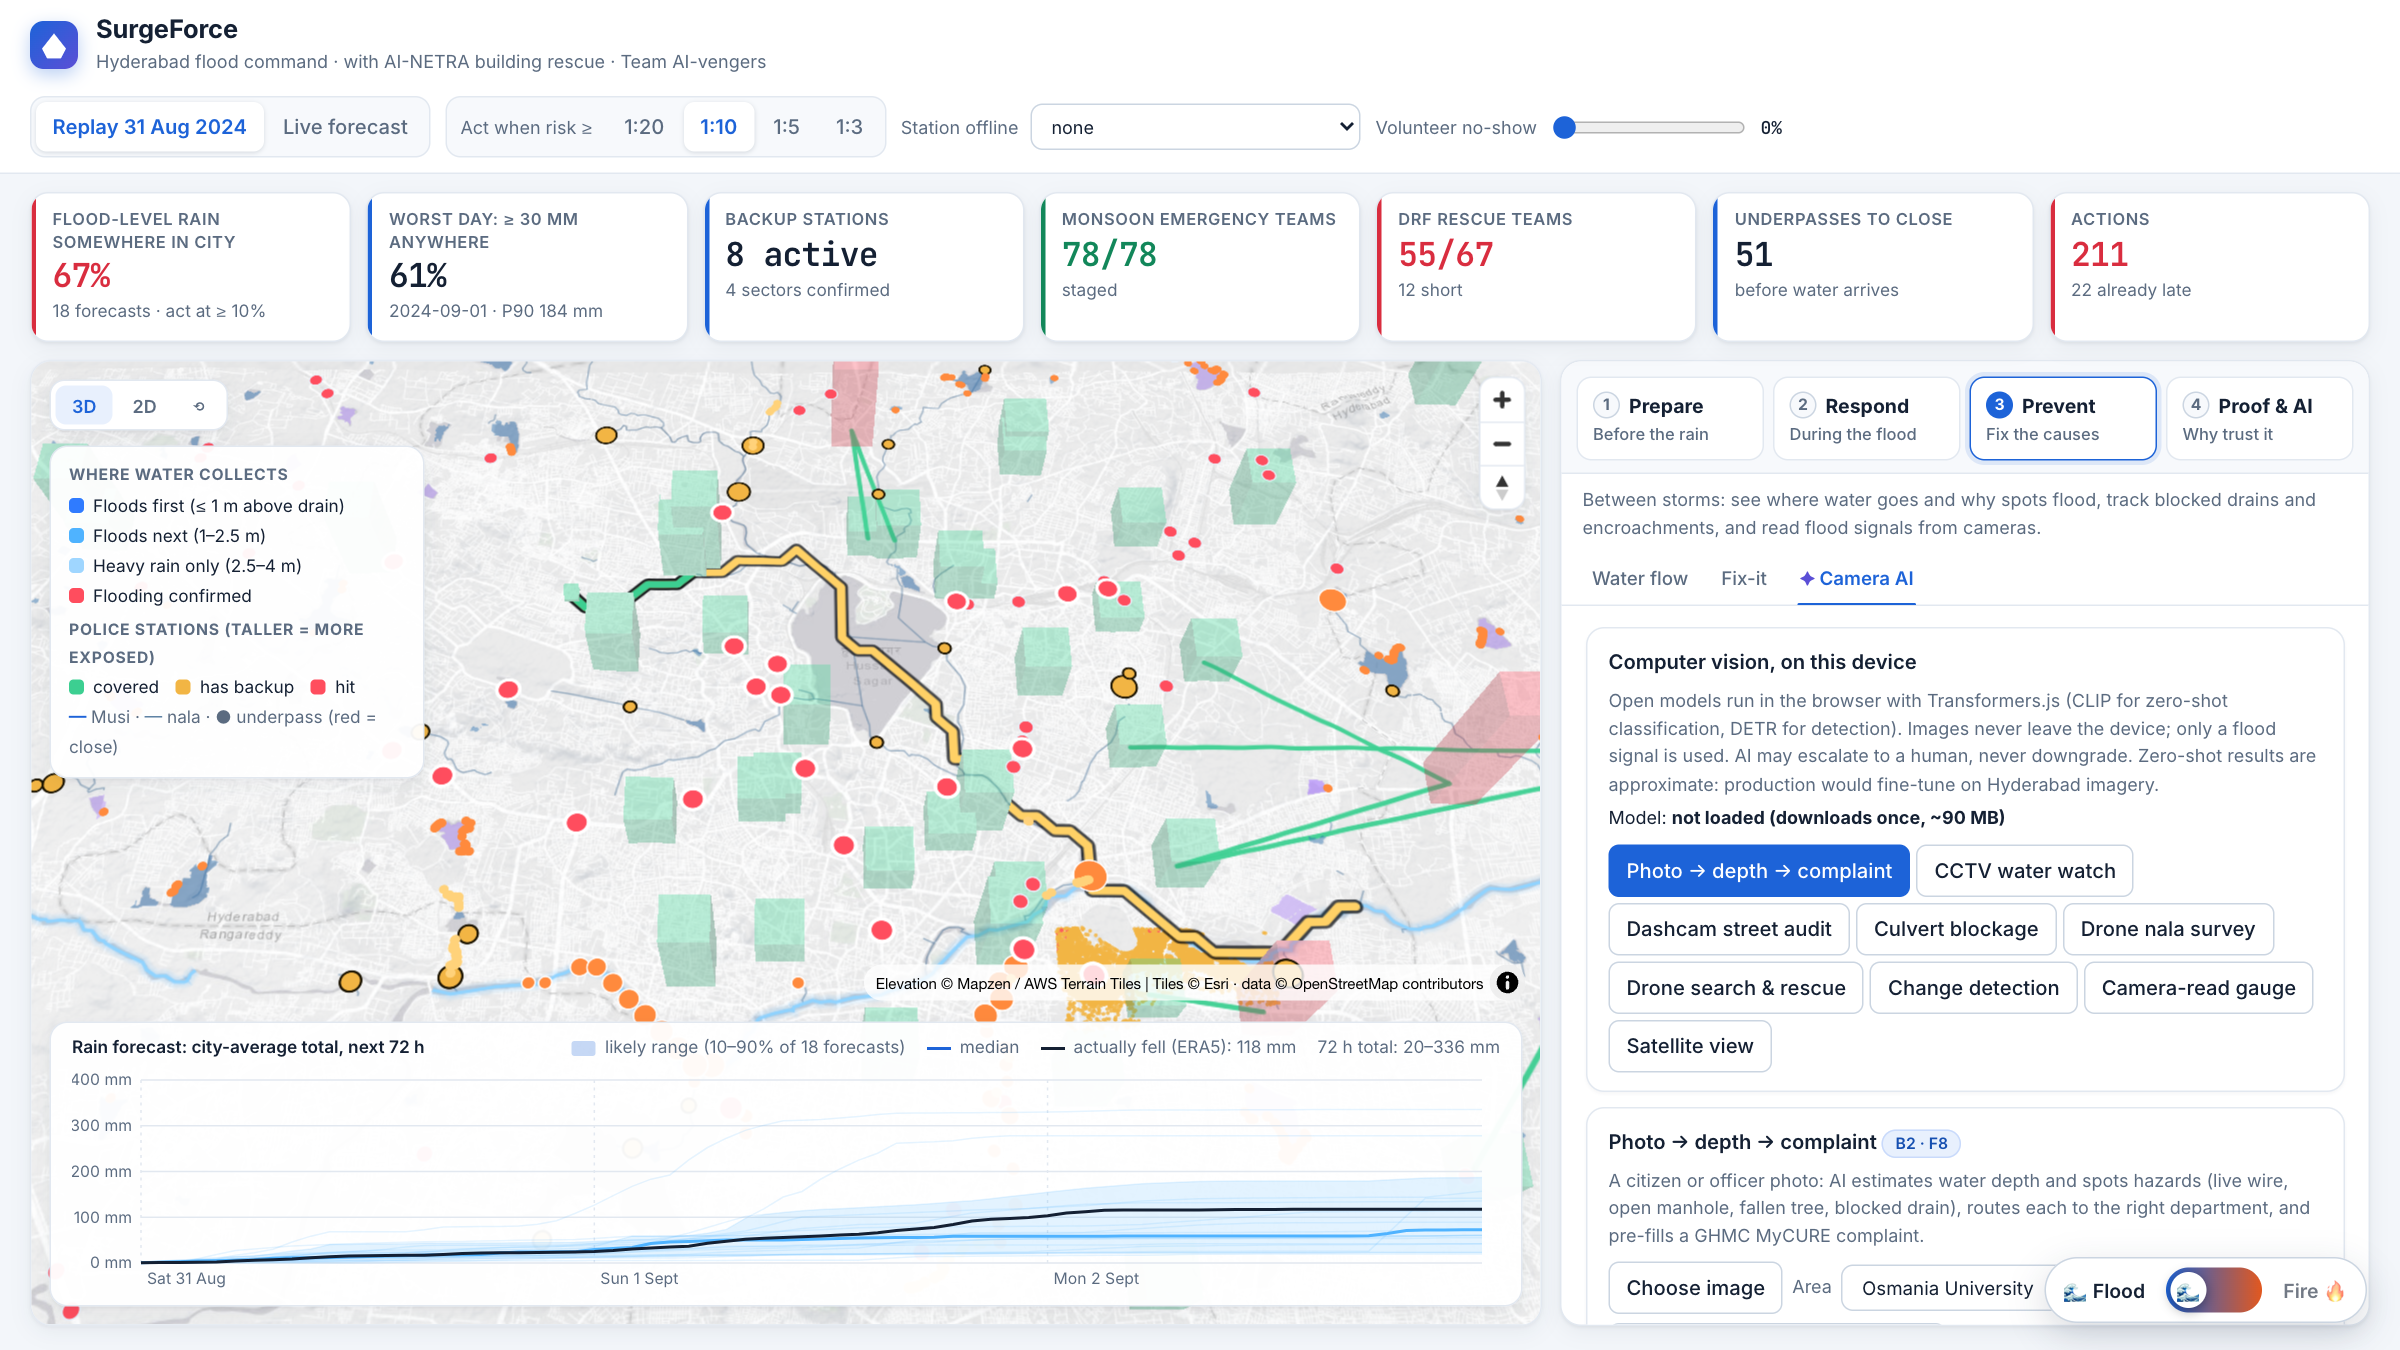 SurgeForce
Hyderabad flood command · with AI-NETRA building rescue · Team AI-vengers
Replay 31 Aug 2024
Live forecast
Act when risk ≥
1:20
1:10
1:5
1:3
Station offline
none
Volunteer no-show
0%
FLOOD-LEVEL RAIN
SOMEWHERE IN CITY
67%
18 forecasts · act at ≥ 10%
WORST DAY: ≥ 30 MM
ANYWHERE
61%
2024-09-01 · P90 184 mm
BACKUP STATIONS
8 active
4 sectors confirmed
MONSOON EMERGENCY TEAMS
78/78
staged
DRF RESCUE TEAMS
55/67
12 short
UNDERPASSES TO CLOSE
51
before water arrives
ACTIONS
211
22 already late
3D
2D
WHERE WATER COLLECTS
Floods first (≤ 1 m above drain)
Floods next (1–2.5 m)
Heavy rain only (2.5–4 m)
Flooding confirmed
POLICE STATIONS (TALLER = MORE
EXPOSED)
covered
has backup
hit
Musi · nala · underpass (red =
close)
Hussain
Sagar
Hyderabad
Rangareddy
Rangareddy
Hyderabad
Elevation © Mapzen / AWS Terrain Tiles | Tiles © Esri · data © OpenStreetMap contributors
Rain forecast: city-average total, next 72 h
likely range (10–90% of 18 forecasts)
median
actually fell (ERA5): 118 mm
72 h total: 20–336 mm
400 mm
300 mm
200 mm
100 mm
0 mm
Sat 31 Aug
Sun 1 Sept
Mon 2 Sept
1 Prepare
Before the rain
2 Respond
During the flood
3 Prevent
Fix the causes
4 Proof & AI
Why trust it
Between storms: see where water goes and why spots flood, track blocked drains and
encroachments, and read flood signals from cameras.
Water flow
Fix-it
Camera AI
Computer vision, on this device
Open models run in the browser with Transformers.js (CLIP for zero-shot
classification, DETR for detection). Images never leave the device; only a flood
signal is used. AI may escalate to a human, never downgrade. Zero-shot results are
approximate: production would fine-tune on Hyderabad imagery.
Model: not loaded (downloads once, ~90 MB)
Photo → depth → complaint
CCTV water watch
Dashcam street audit
Culvert blockage
Drone nala survey
Drone search & rescue
Change detection
Camera-read gauge
Satellite view
Photo → depth → complaint B2 · F8
A citizen or officer photo: AI estimates water depth and spots hazards (live wire,
open manhole, fallen tree, blocked drain), routes each to the right department, and
pre-fills a GHMC MyCURE complaint.
Choose image
Area
Osmania University
Flood
Fire